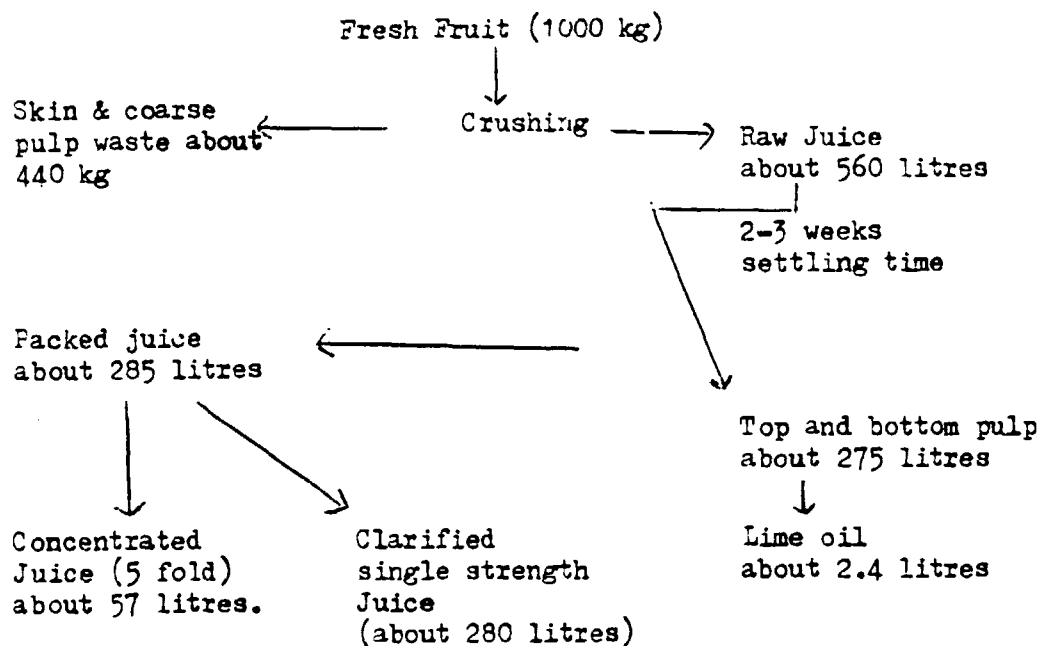 Fresh Fruit (1000 kg)
Skin & coarse
pulp waste about
440 kg
Crushing
Raw Juice
about 560 litres
2-3 weeks
settling time
Packed juice
about 285 litres
Top and bottom pulp
about 275 litres
Concentrated
Juice (5 fold)
about 57 litres.
Clarified
single strength
Juice
(about 280 litres)
Lime oil
about 2.4 litres